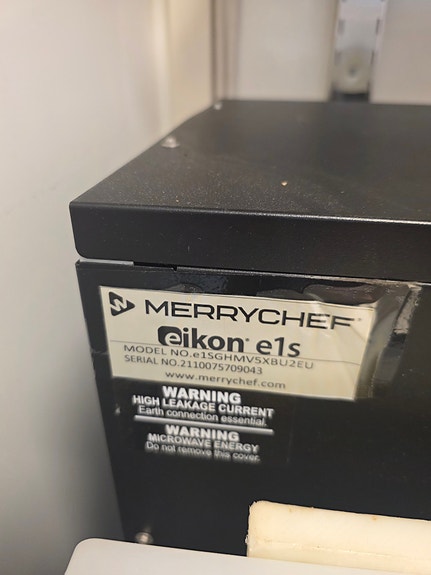 MERRYCHEF
eikon® e1s
MODEL NO.e1SGHMV5XBU2EU
SERIAL NO.2110075709043
www.merrychef.com
WARNING
HIGH LEAKAGE CURRENT
Earth connection essential.
WARNING
MICROWAVE ENERGY
Do not remove this cover.